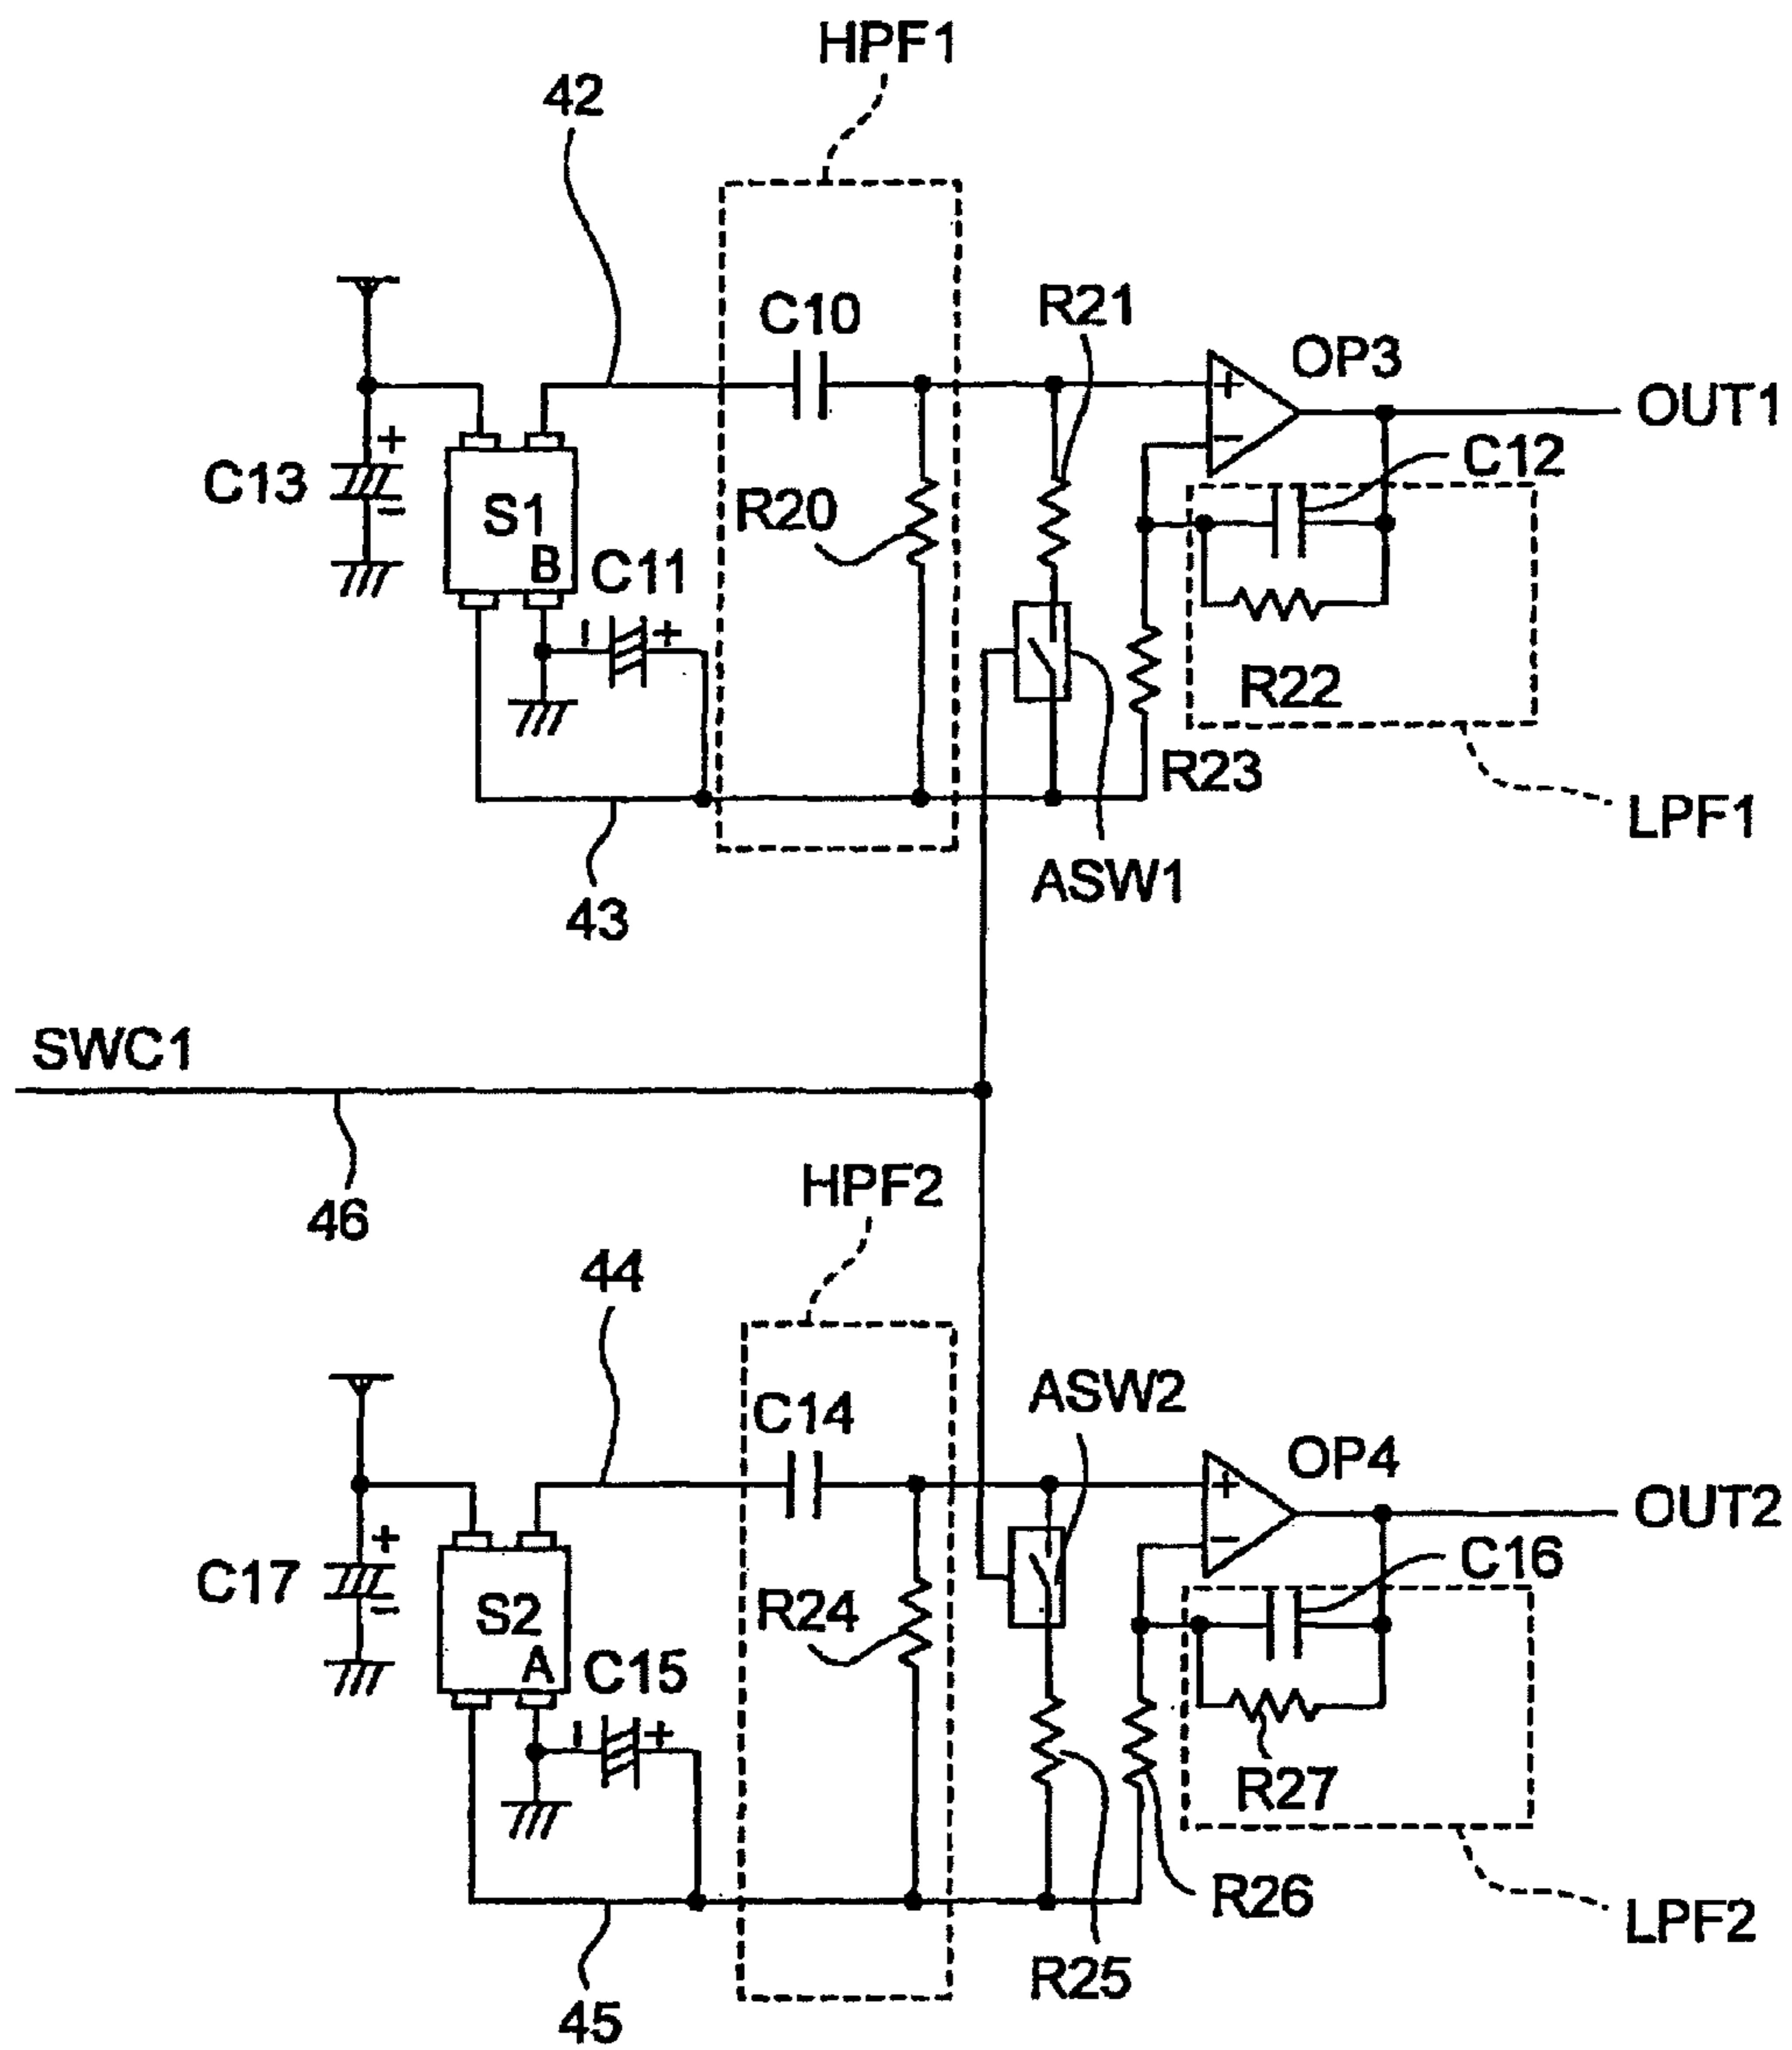 HPF1
42
C10
R21
OP3
OUT1
+
−
C12
+
C13
−
S1
B
R20
C11
−
+
R22
R23
LPF1
ASW1
43
SWC1
46
HPF2
44
ASW2
C14
OP4
OUT2
+
−
C16
+
C17
−
S2
A
R24
C15
−
+
R27
R26
LPF2
R25
45